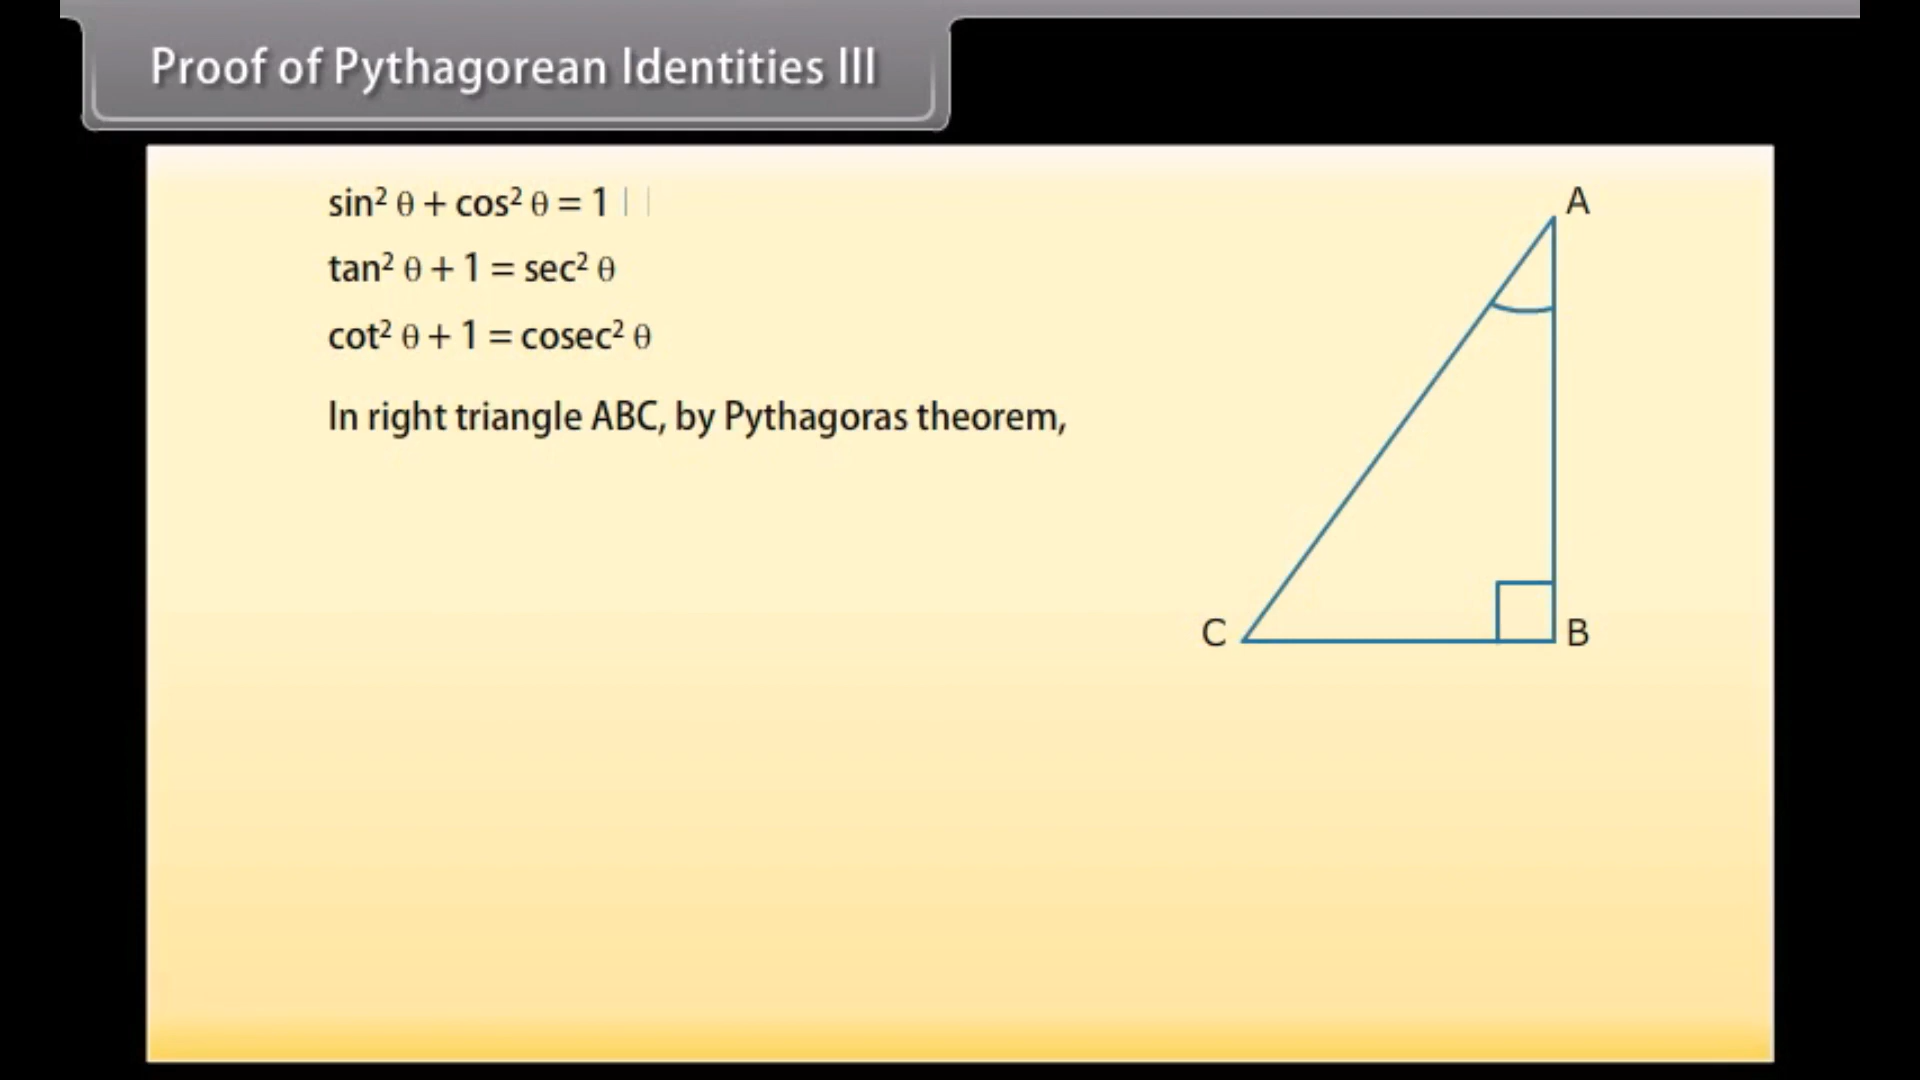 Proof of Pythagorean Identities III
sin² θ + cos² θ = 1
tan² θ + 1 = sec² θ
cot² θ + 1 = cosec² θ
In right triangle ABC, by Pythagoras theorem,
A
C
B